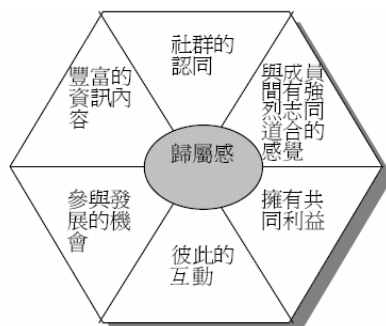 社群的
認同
豐富的
資訊內
容
與成員
間有強
烈志同
道合的
感覺
歸屬感
參與發
展的機
會
擁有共
同利益
彼此的
互動